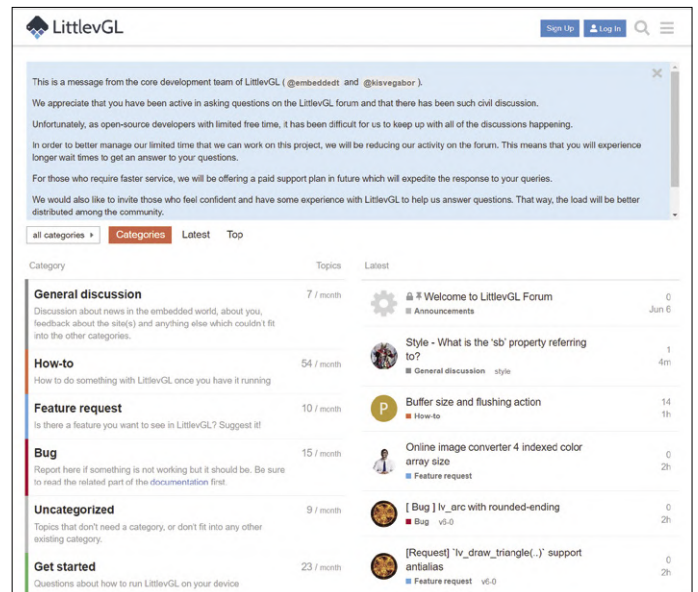 LittlevGL
Sign Up
Log In
This is a message from the core development team of LittlevGL ( @embeddedt and @kisvegabor ).
We appreciate that you have been active in asking questions on the LittlevGL forum and that there has been such civil discussion.
Unfortunately, as open-source developers with limited free time, it has been difficult for us to keep up with all of the discussions happening.
In order to better manage our limited time that we can work on this project, we will be reducing our activity on the forum. This means that you will experience
longer wait times to get an answer to your questions.
For those who require faster service, we will be offering a paid support plan in future which will expedite the response to your queries.
We would also like to invite those who feel confident and have some experience with LittlevGL to help us answer questions. That way, the load will be better
distributed among the community.
all categories
Categories
Latest
Top
Category
Topics
General discussion
7 / month
Discussion about news in the embedded world, about you,
feedback about the site(s) and anything else which couldn't fit
into the other categories.
How-to
54 / month
How to do something with LittlevGL once you have it running
Feature request
10 / month
Is there a feature you want to see in LittlevGL? Suggest it!
Bug
15 / month
Report here if something is not working but it should be. Be sure
to read the related part of the documentation first.
Uncategorized
9 / month
Topics that don't need a category, or don't fit into any other
existing category.
Get started
23 / month
Questions about how to run LittlevGL on your device
Latest
Welcome to LittlevGL Forum
Announcements
0
Jun 6
Style - What is the 'sb' property referring
to?
General discussion style
1
4m
P
Buffer size and flushing action
How-to
14
1h
Online image converter 4 indexed color
array size
Feature request
0
2h
[ Bug ] lv_arc with rounded-ending
Bug v6-0
0
2h
[Request] `lv_draw_triangle(..)` support
antialias
Feature request v6-0
0
2h